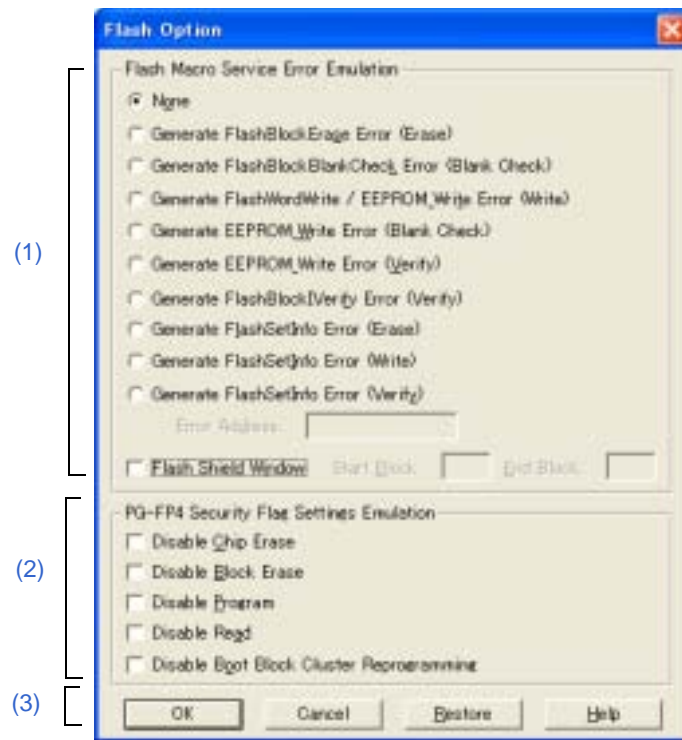 Flash Option
Flash Macro Service Error Emulation
None
Generate FlashBlockErase Error (Erase)
Generate FlashBlockBlankCheck Error (Blank Check)
Generate FlashWordWrite / EEPROM_Write Error (Write)
Generate EEPROM_Write Error (Blank Check)
Generate EEPROM_Write Error (Verify)
Generate FlashBlockIVerify Error (Verify)
Generate FlashSetInfo Error (Erase)
Generate FlashSetInfo Error (Write)
Generate FlashSetInfo Error (Verify)
Error Address:
Flash Shield Window Start Block: End Block:
(1)
PG-FP4 Security Flag Settings Emulation
Disable Chip Erase
Disable Block Erase
Disable Program
Disable Read
Disable Boot Block Cluster Reprogramming
(2)
(3)
OK Cancel Restore Help